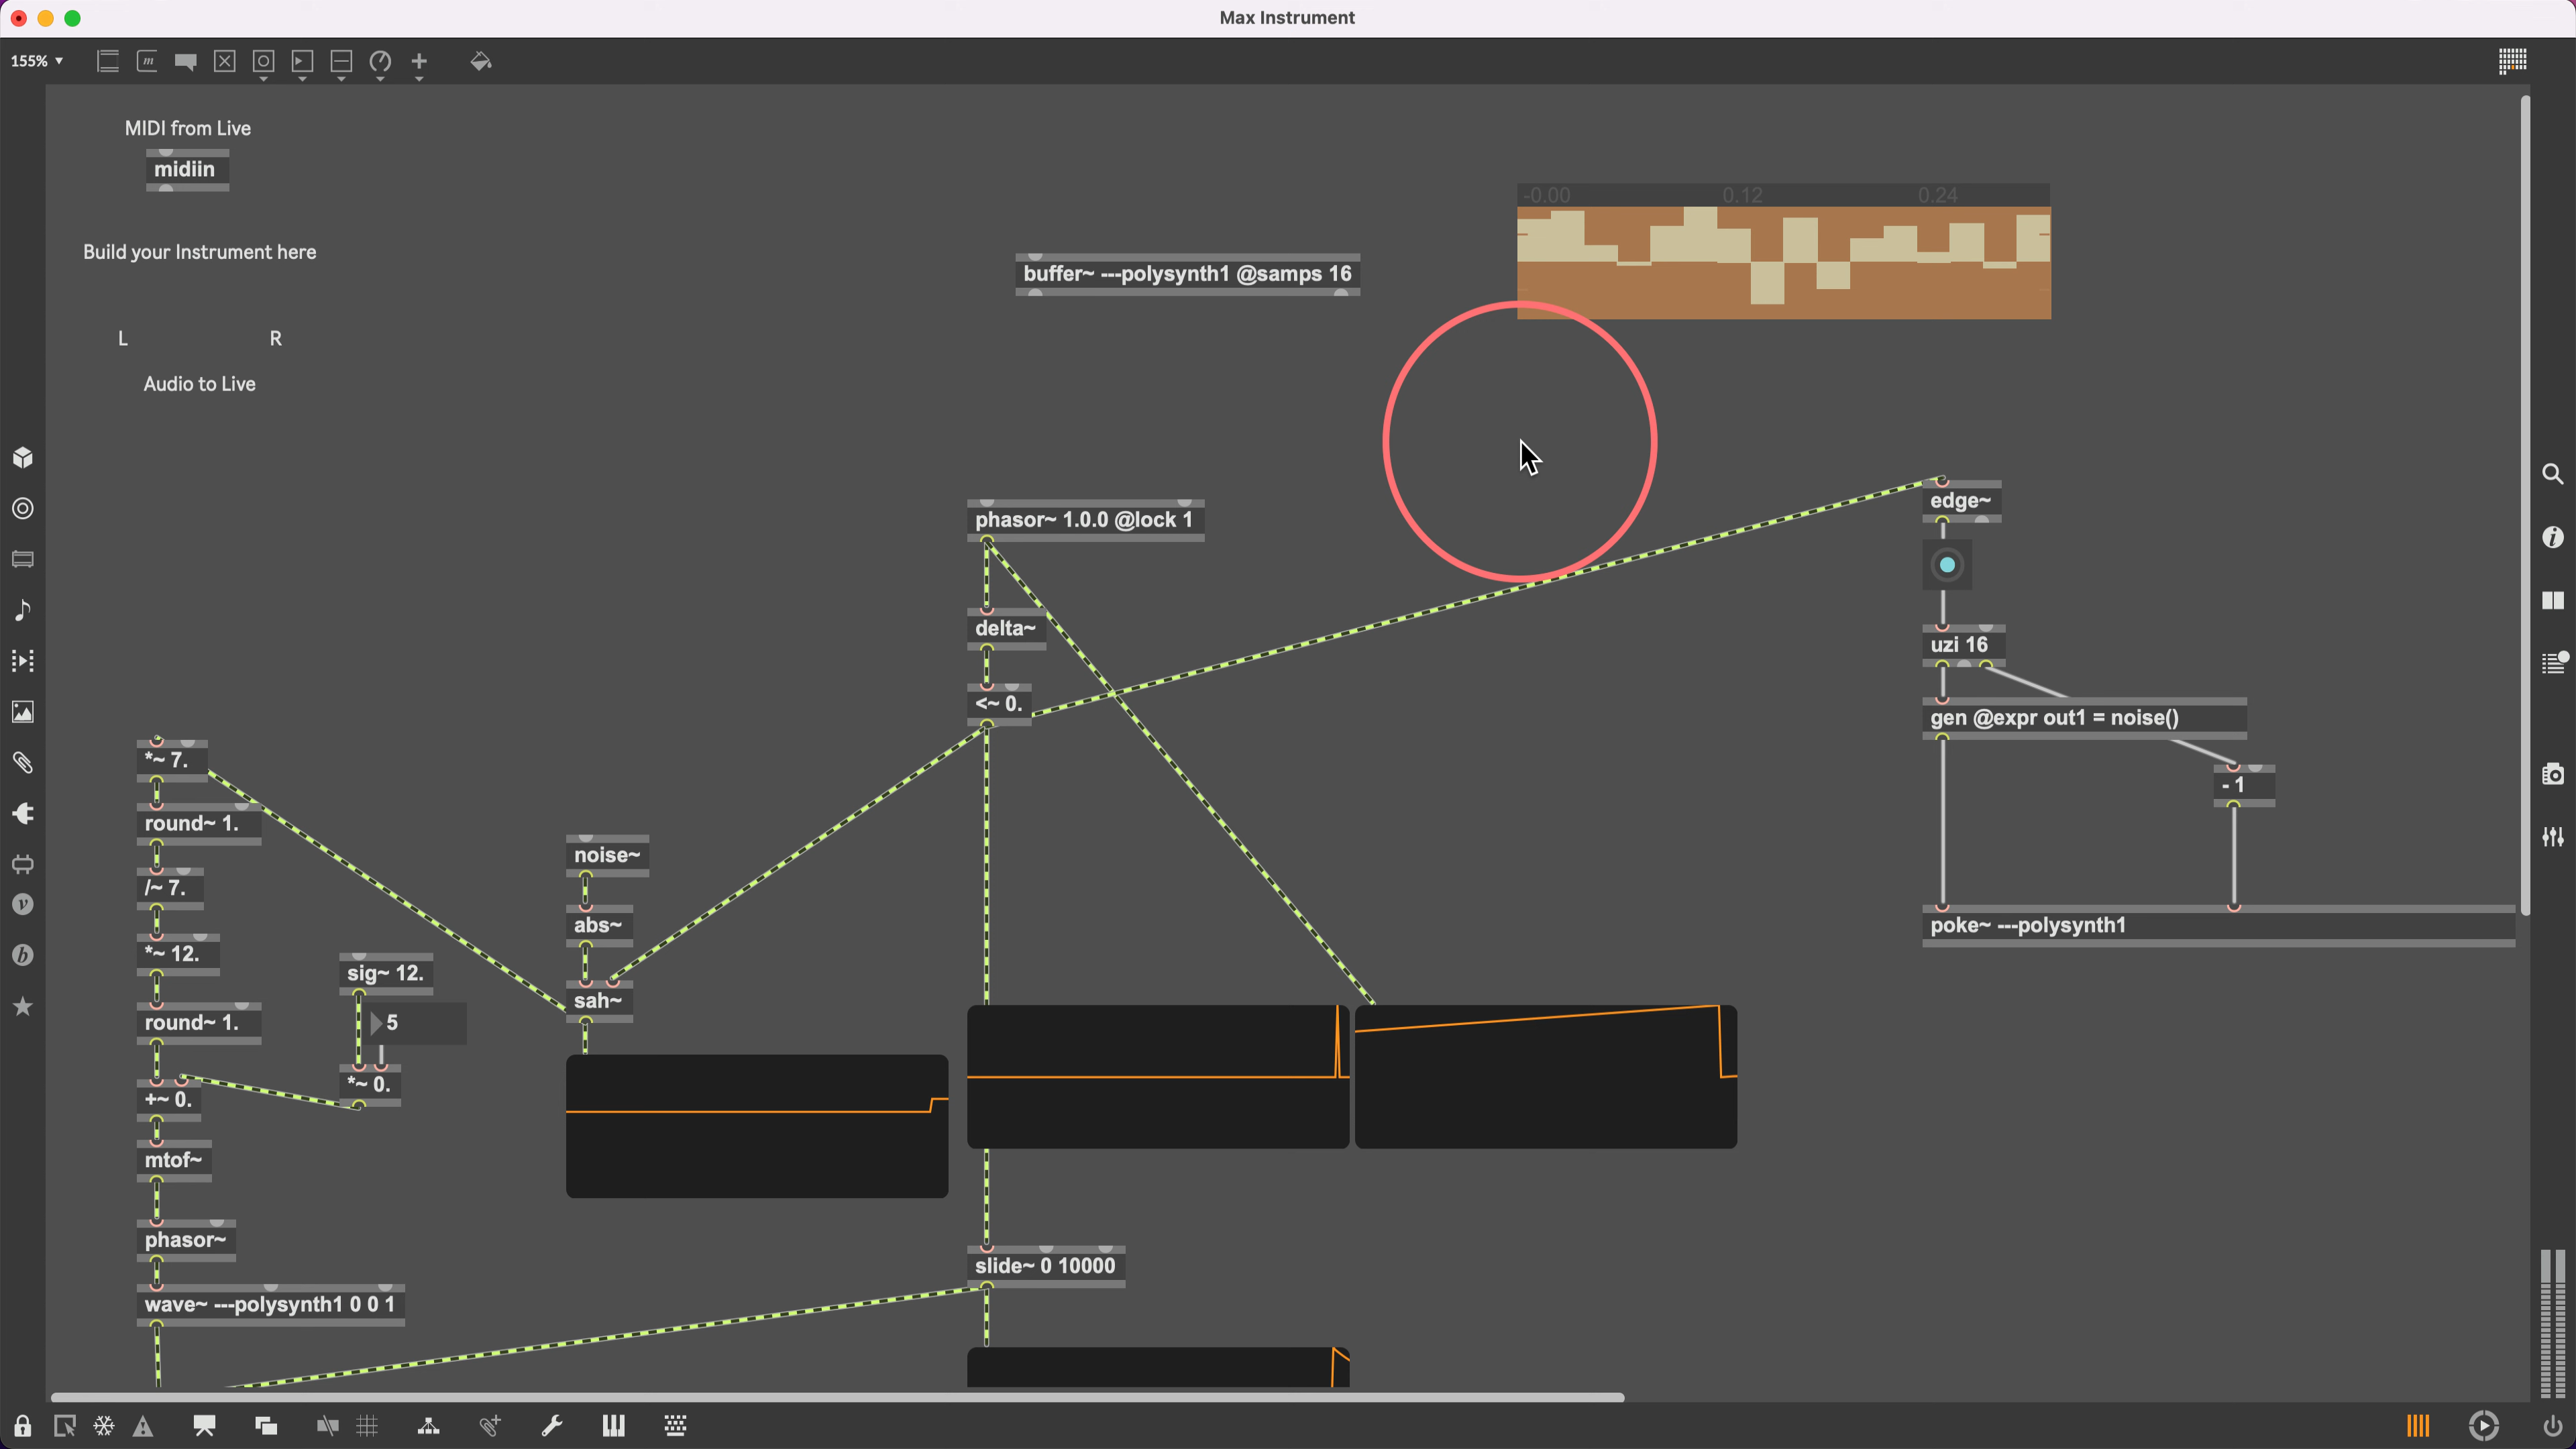 Max Instrument
155%
MIDI from Live
midiin
-0.00 0.12 0.24
Build your Instrument here
buffer~ ---polysynth1 @samps 16
L R
Audio to Live
edge~
phasor~ 1.0.0 @lock 1
delta~
uzi 16
<~ 0.
gen @expr out1 = noise()
*~ 7.
- 1
round~ 1.
noise~
/~ 7.
abs~
poke~ ---polysynth1
*~ 12.
sig~ 12.
sah~
round~ 1.
5
*~ 0.
+~ 0.
mtof~
phasor~
slide~ 0 10000
wave~ ---polysynth1 0 0 1